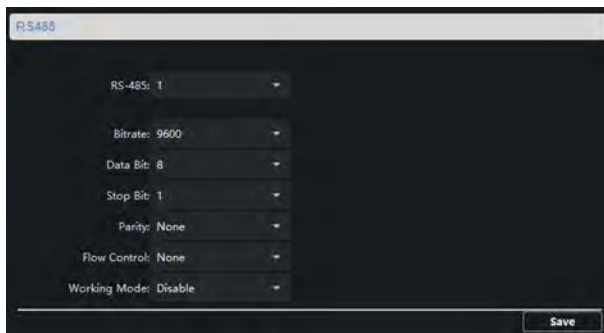 RS485
RS-485: 1
Bitrate: 9600
Data Bit: 8
Stop Bit: 1
Parity: None
Flow Control: None
Working Mode: Disable
Save